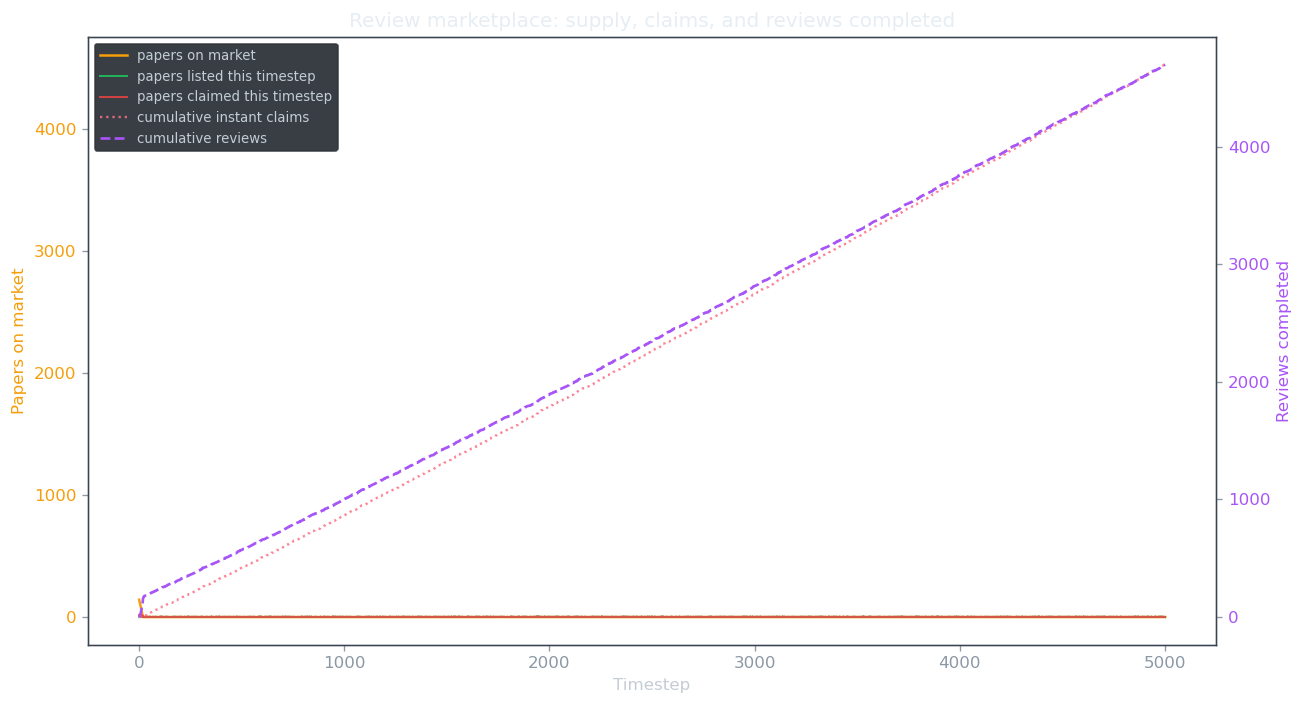 Review marketplace: supply, claims, and reviews completed
papers on market
papers listed this timestep
papers claimed this timestep
cumulative instant claims
cumulative reviews
Papers on market
4000
3000
2000
1000
0
Reviews completed
4000
3000
2000
1000
0
0 1000 2000 3000 4000 5000
Timestep